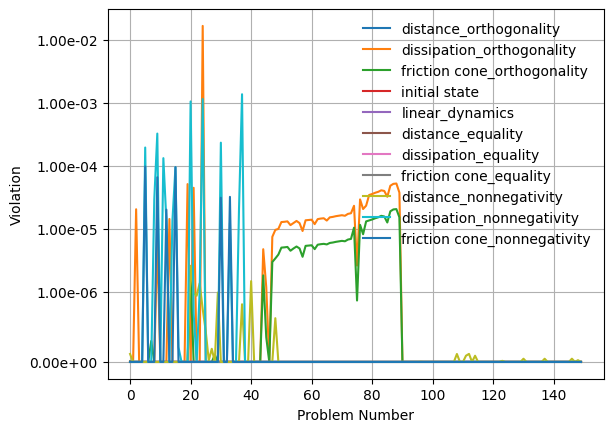 1.00e-02
1.00e-03
1.00e-04
1.00e-05
1.00e-06
0.00e+00
Violation
distance_orthogonality
dissipation_orthogonality
friction cone_orthogonality
initial state
linear_dynamics
distance_equality
dissipation_equality
friction cone_equality
distance_nonnegativity
dissipation_nonnegativity
friction cone_nonnegativity
0 20 40 60 80 100 120 140
Problem Number